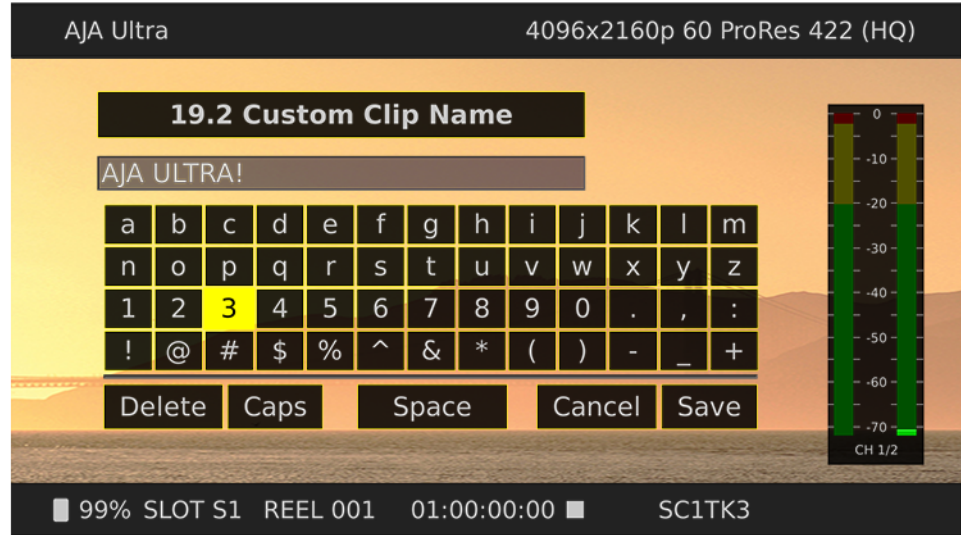 AJA Ultra 4096x2160p 60 ProRes 422 (HQ)
19.2 Custom Clip Name
AJA ULTRA!
a b c d e f g h i j k l m
n o p q r s t u v w x y z
1 2 3 4 5 6 7 8 9 0 . , :
! @ # $ % ^ & * ( ) - _ +
Delete Caps Space Cancel Save
0
-10
-20
-30
-40
-50
-60
-70
CH 1/2
99% SLOT S1 REEL 001 01:00:00:00 SC1TK3